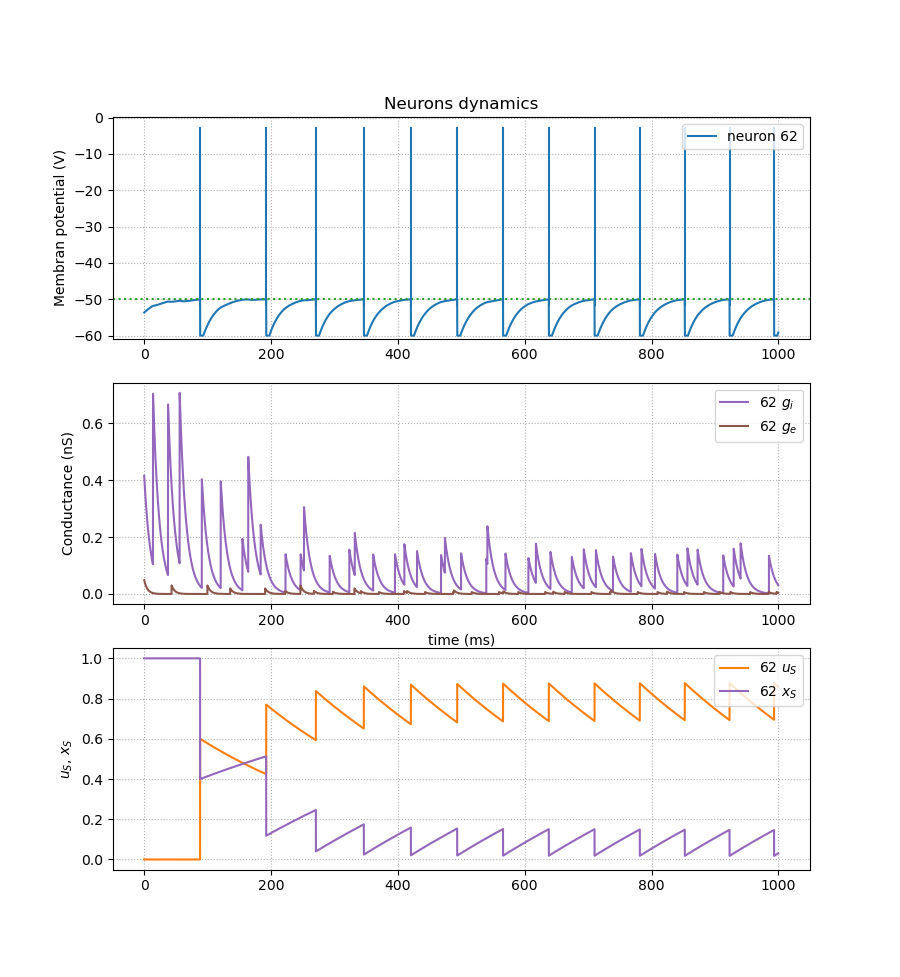 Neurons dynamics
Membran potential (V)
0
−10
−20
−30
−40
−50
−60
neuron 62
0 200 400 600 800 1000
Conductance (nS)
0.6
0.4
0.2
0.0
62 gᵢ
62 gₑ
0 200 400 600 800 1000
time (ms)
u_S, x_S
1.0
0.8
0.6
0.4
0.2
0.0
62 u_S
62 x_S
0 200 400 600 800 1000